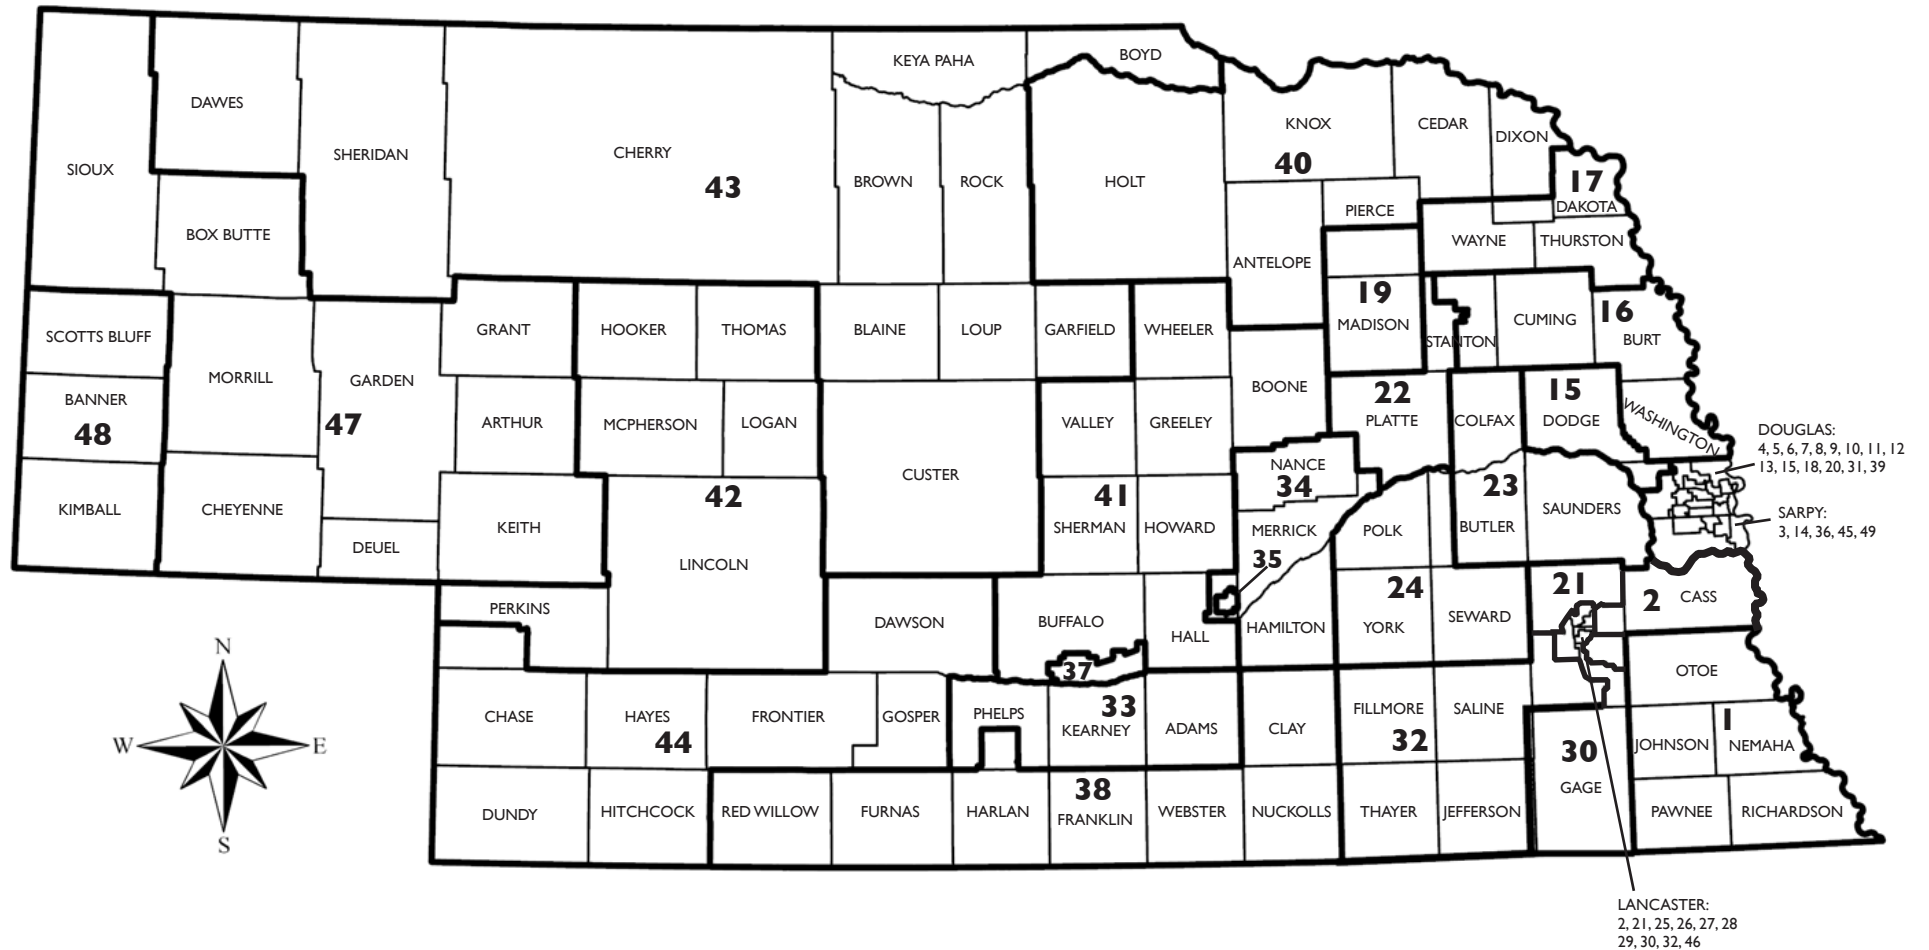 KEYA PAHA
BOYD
DAWES
SHERIDAN
CHERRY
43
BROWN
ROCK
HOLT
KNOX
40
CEDAR
DIXON
17
DAKOTA
SIOUX
BOX BUTTE
PIERCE
WAYNE
THURSTON
ANTELOPE
SCOTTS BLUFF
GRANT
HOOKER
THOMAS
BLAINE
LOUP
GARFIELD
WHEELER
19
MADISON
STANTON
CUMING
16
BURT
MORRILL
GARDEN
47
BANNER
48
ARTHUR
MCPHERSON
LOGAN
CUSTER
VALLEY
GREELEY
BOONE
22
PLATTE
COLFAX
15
DODGE
WASHINGTON
DOUGLAS:
4, 5, 6, 7, 8, 9, 10, 11, 12
13, 15, 18, 20, 31, 39
KIMBALL
CHEYENNE
DEUEL
KEITH
42
LINCOLN
41
SHERMAN
HOWARD
NANCE
34
MERRICK
35
POLK
23
BUTLER
SAUNDERS
SARPY:
3, 14, 36, 45, 49
PERKINS
DAWSON
BUFFALO
37
HALL
HAMILTON
24
YORK
SEWARD
21
2
CASS
OTOE
N
W
E
S
CHASE
HAYES
44
FRONTIER
GOSPER
PHELPS
33
KEARNEY
ADAMS
CLAY
FILLMORE
32
SALINE
30
GAGE
JOHNSON
1
NEMAHA
DUNDY
HITCHCOCK
RED WILLOW
FURNAS
HARLAN
38
FRANKLIN
WEBSTER
NUCKOLLS
THAYER
JEFFERSON
PAWNEE
RICHARDSON
LANCASTER:
2, 21, 25, 26, 27, 28
29, 30, 32, 46